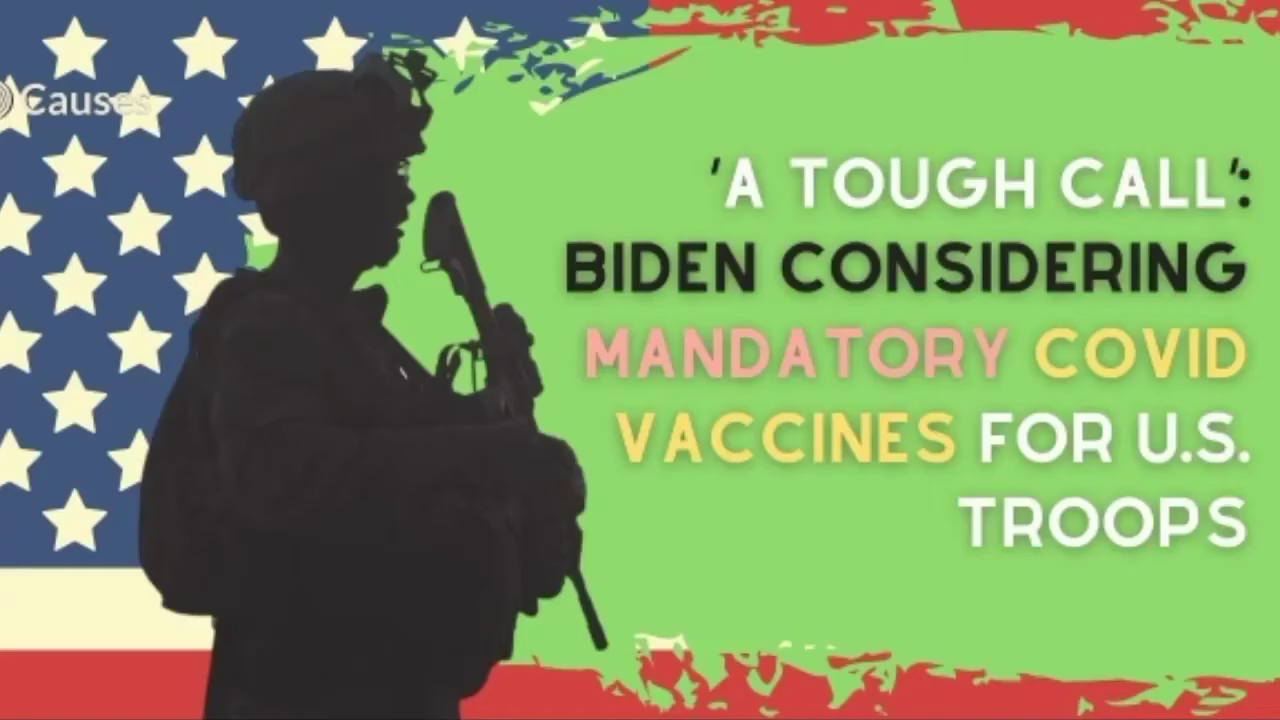 Causes
'A TOUGH CALL':
BIDEN CONSIDERING
MANDATORY COVID
VACCINES FOR U.S.
TROOPS